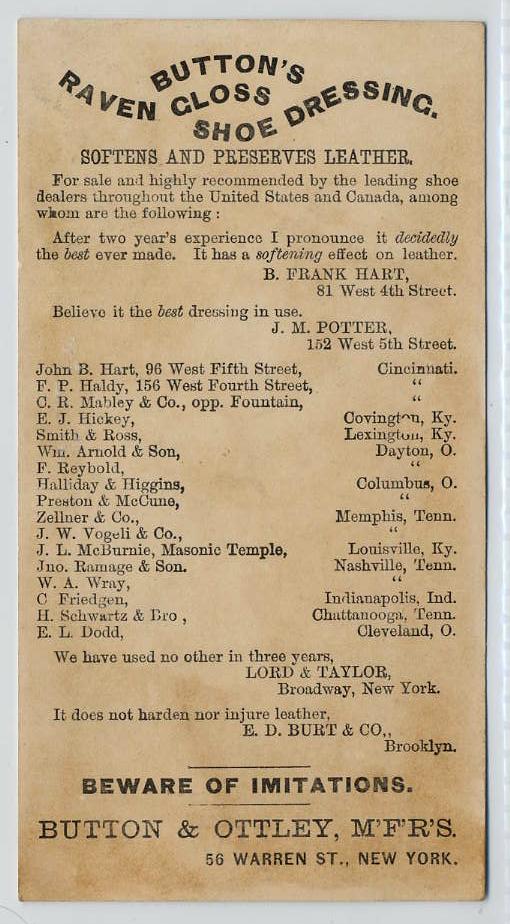 BUTTON'S
RAVEN GLOSS
SHOE DRESSING.
SOFTENS AND PRESERVES LEATHER.
For sale and highly recommended by the leading shoe
dealers throughout the United States and Canada, among
whom are the following :
After two year's experience I pronounce it decidedly
the best ever made. It has a softening effect on leather.
B. FRANK HART,
81 West 4th Street.
Believe it the best dressing in use.
J. M. POTTER,
152 West 5th Street.
John B. Hart, 96 West Fifth Street, Cincinnati.
F. P. Haldy, 156 West Fourth Street, "
C. R. Mabley & Co., opp. Fountain, "
E. J. Hickey, Covington, Ky.
Smith & Ross, Lexington, Ky.
Wm. Arnold & Son, Dayton, O.
F. Reybold, "
Halliday & Higgins, Columbus, O.
Preston & McCune, "
Zellner & Co., Memphis, Tenn.
J. W. Vogeli & Co., "
J. L. McBurnie, Masonic Temple, Louisville, Ky.
Jno. Ramage & Son. Nashville, Tenn.
W. A. Wray, "
C Friedgen, Indianapolis, Ind.
H. Schwartz & Bro , Chattanooga, Tenn.
E. L. Dodd, Cleveland, O.
We have used no other in three years,
LORD & TAYLOR,
Broadway, New York.
It does not harden nor injure leather,
E. D. BURT & CO,,
Brooklyn.
BEWARE OF IMITATIONS.
BUTTON & OTTLEY, M'F'R'S.
56 WARREN ST., NEW YORK.